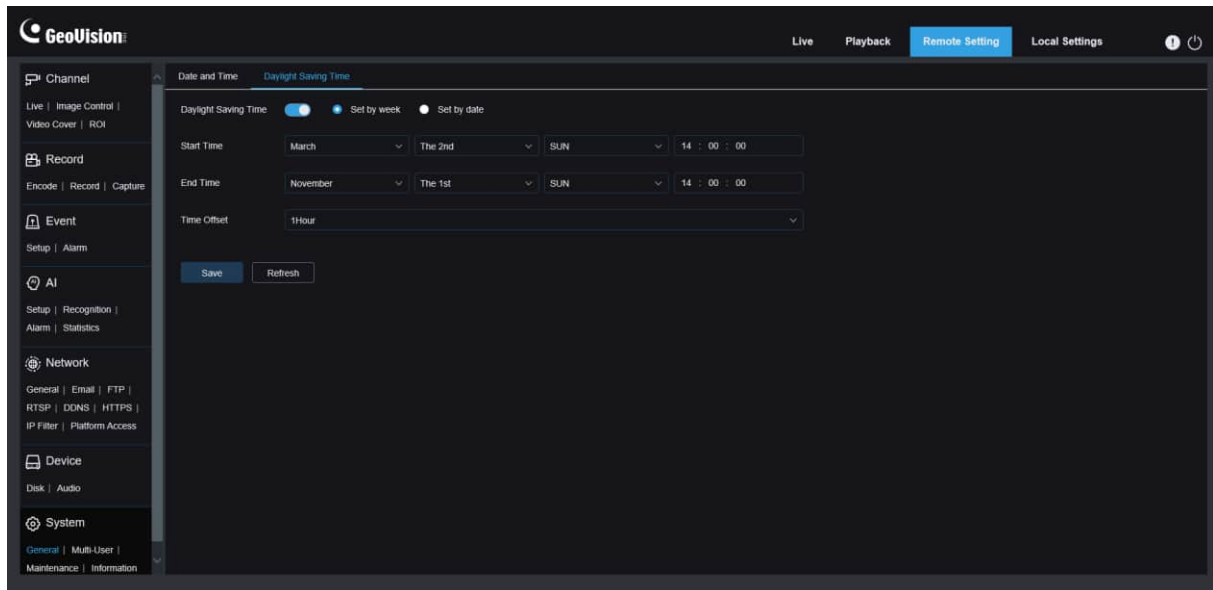 GeoVision
Live Playback Remote Setting Local Settings
Channel
Live | Image Control |
Video Cover | ROI
Record
Encode | Record | Capture
Event
Setup | Alarm
AI
Setup | Recognition |
Alarm | Statistics
Network
General | Email | FTP |
RTSP | DDNS | HTTPS |
IP Filter | Platform Access
Device
Disk | Audio
System
General | Multi-User |
Maintenance | Information
Date and Time Daylight Saving Time
Daylight Saving Time Set by week Set by date
Start Time March The 2nd SUN 14 : 00 : 00
End Time November The 1st SUN 14 : 00 : 00
Time Offset 1Hour
Save Refresh